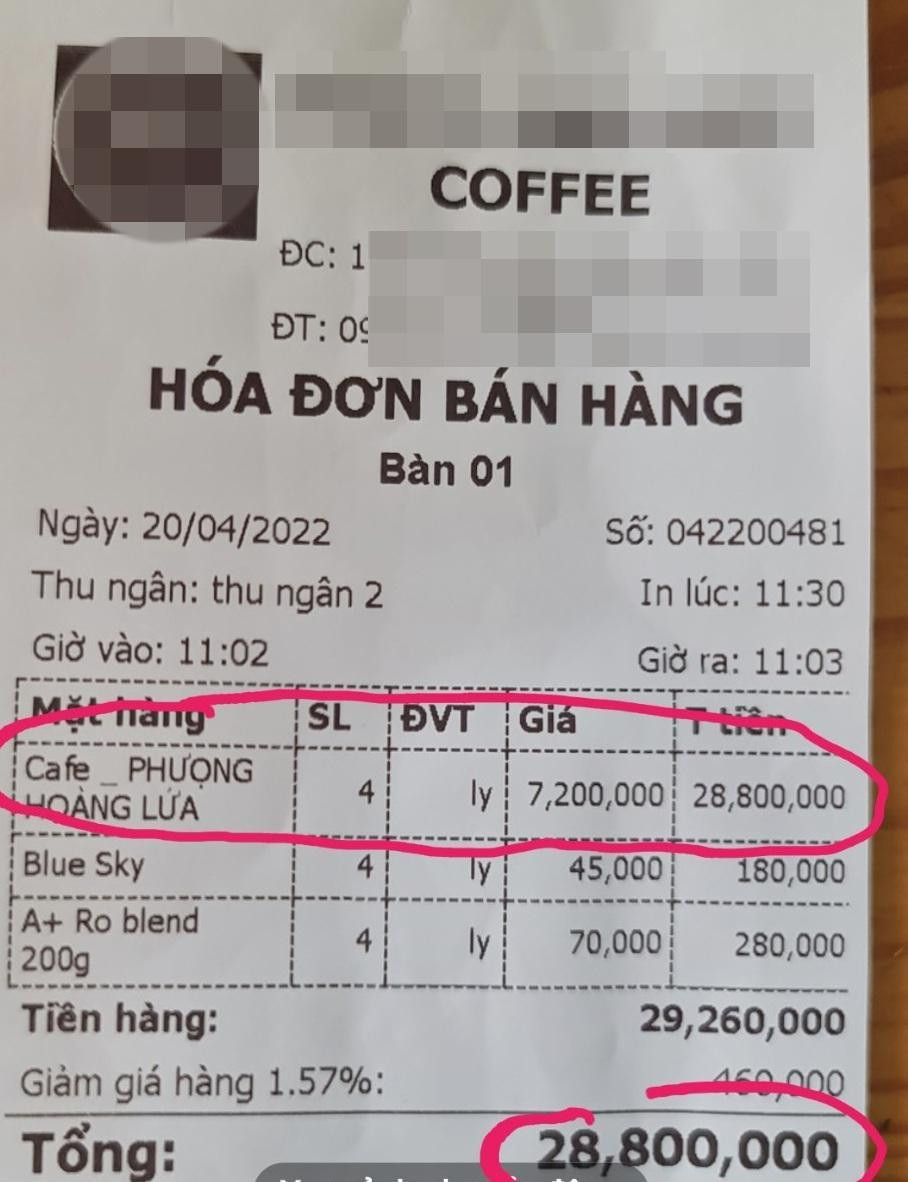 COFFEE
ĐC: 1
ĐT: 09
HÓA ĐƠN BÁN HÀNG
Bàn 01
Ngày: 20/04/2022 Số: 042200481
Thu ngân: thu ngân 2 In lúc: 11:30
Giờ vào: 11:02 Giờ ra: 11:03
Mặt hàng SL ĐVT Giá T tiền
Cafe _ PHƯỢNG
HOÀNG LỬA 4 ly 7,200,000 28,800,000
Blue Sky 4 ly 45,000 180,000
A+ Ro blend
200g 4 ly 70,000 280,000
Tiền hàng: 29,260,000
Giảm giá hàng 1.57%: 460,000
Tổng: 28,800,000